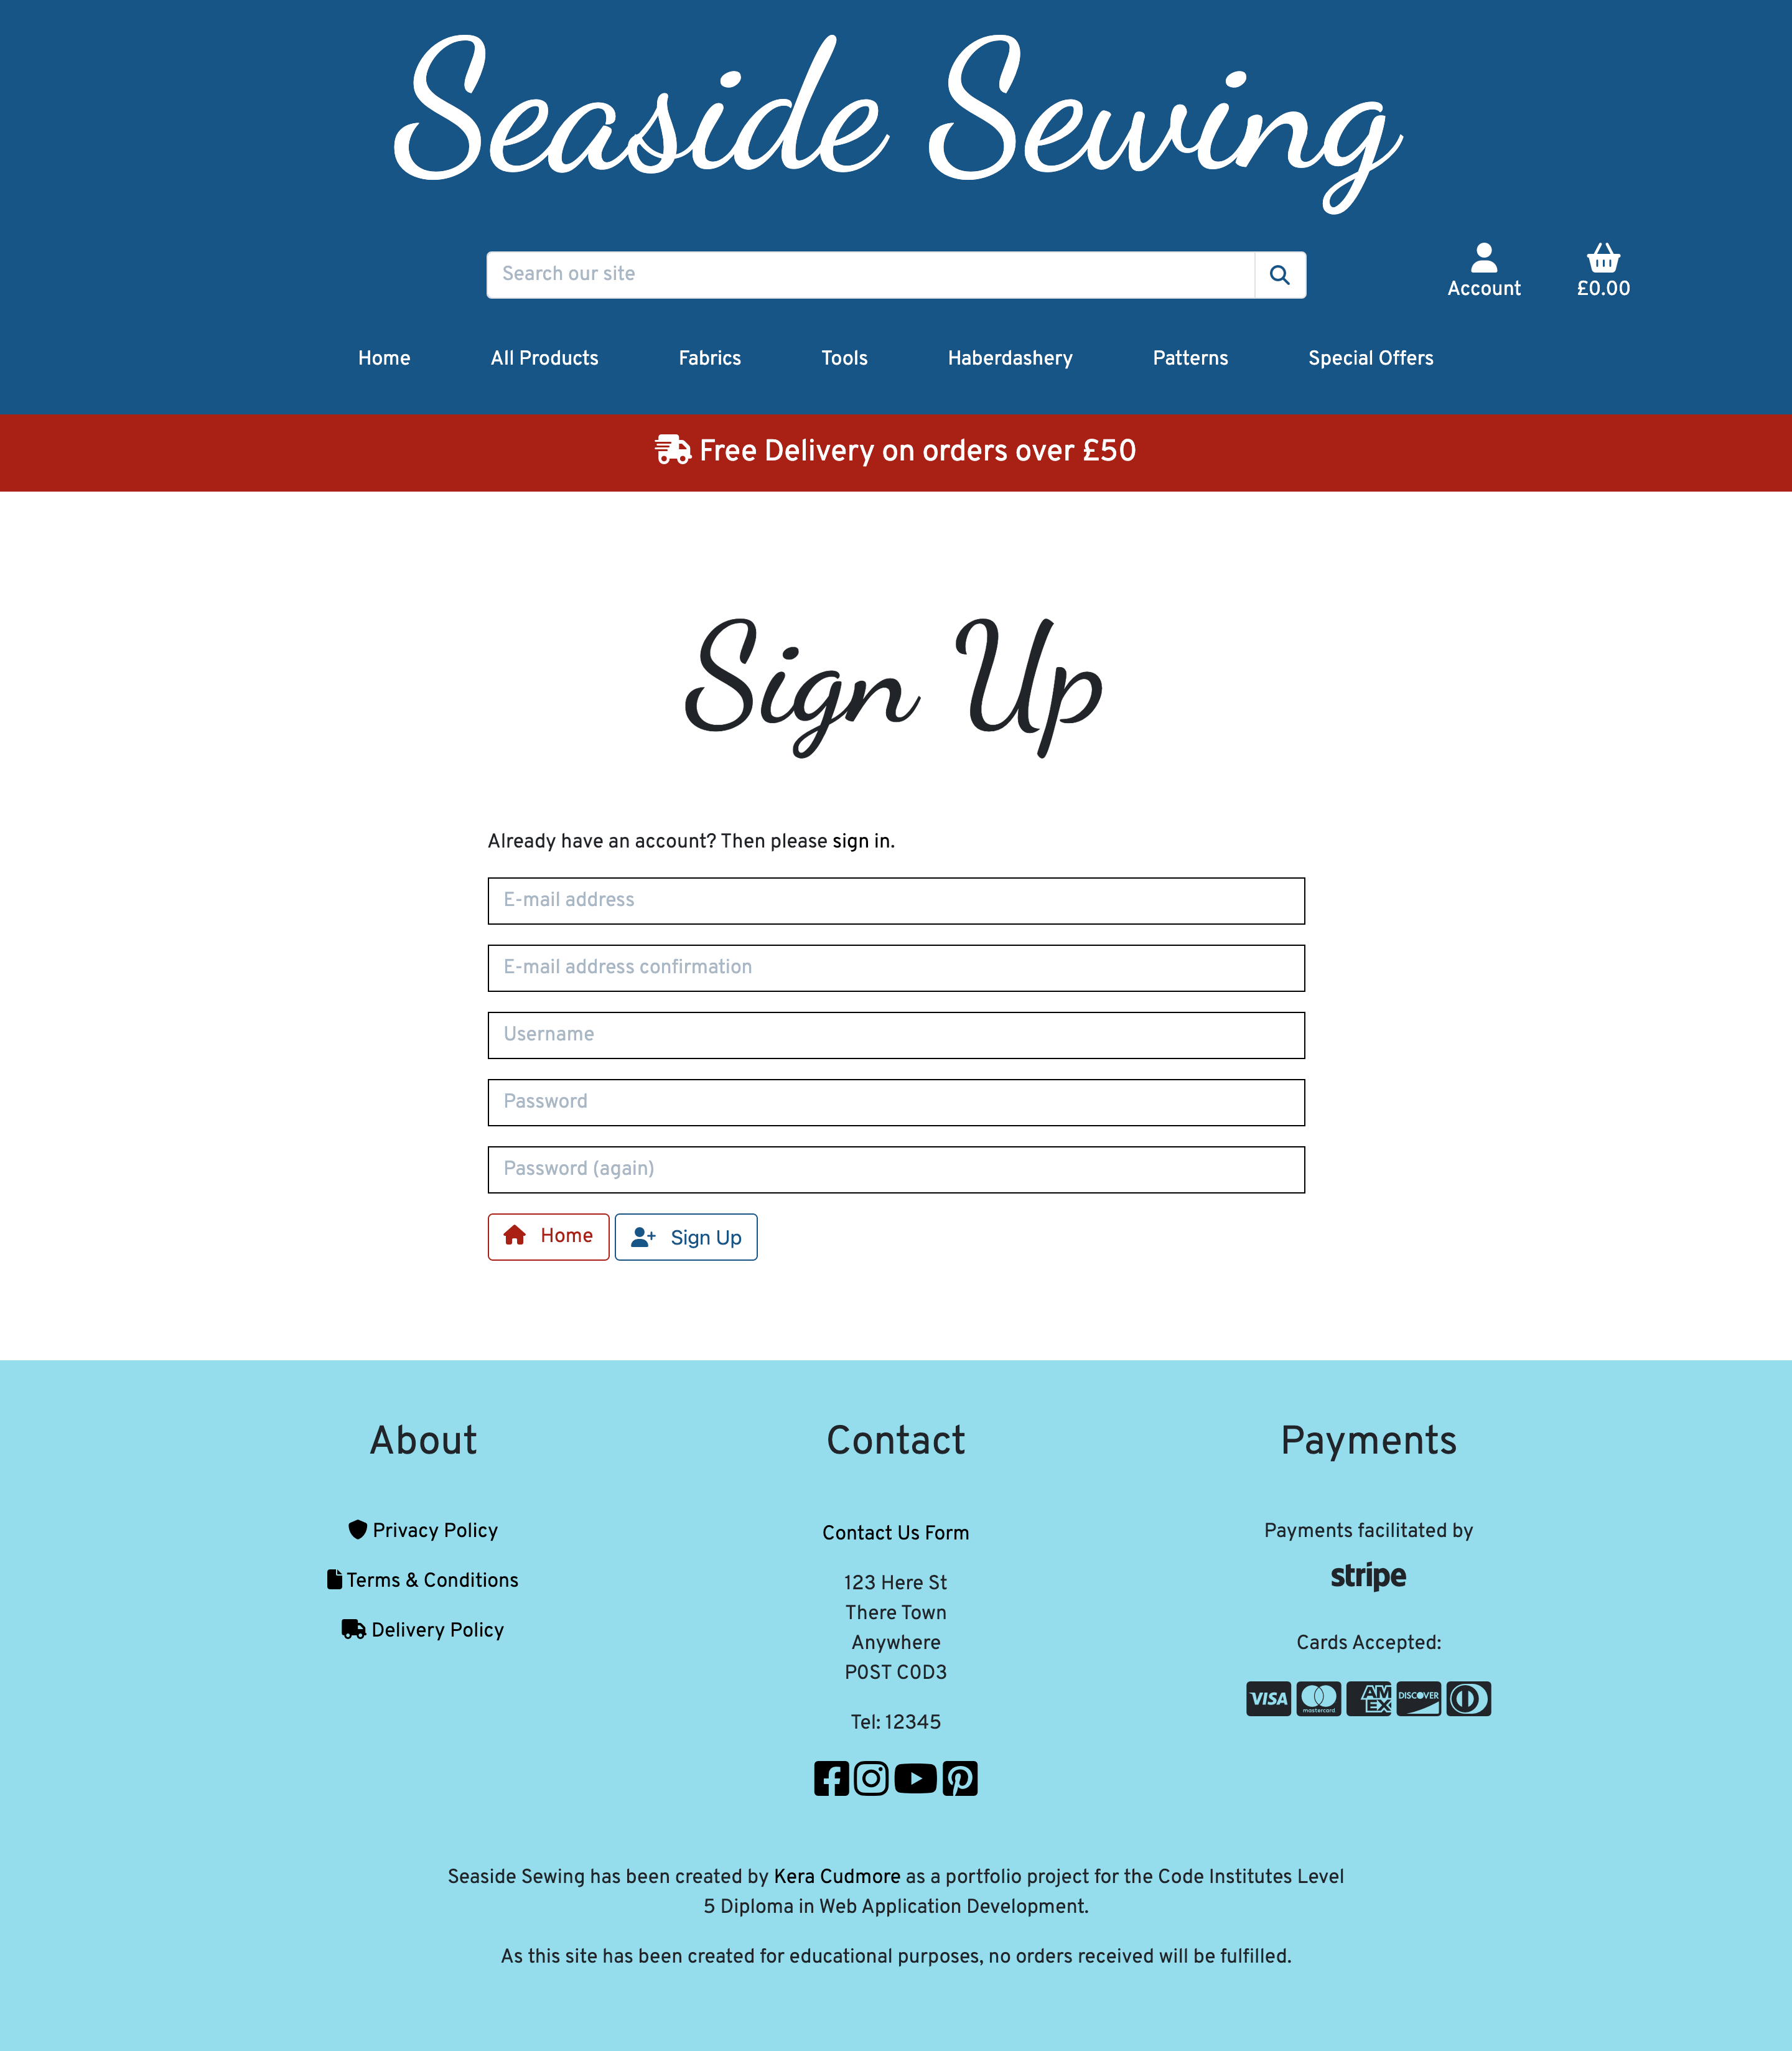 Seaside Sewing
Search our site
Account
£0.00
Home All Products Fabrics Tools Haberdashery Patterns Special Offers
Free Delivery on orders over £50
Sign Up
Already have an account? Then please sign in.
E-mail address
E-mail address confirmation
Username
Password
Password (again)
Home Sign Up
About
Privacy Policy
Terms & Conditions
Delivery Policy
Contact
Contact Us Form
123 Here St
There Town
Anywhere
P0ST C0D3
Tel: 12345
Payments
Payments facilitated by
stripe
Cards Accepted:
VISA mastercard AM EX DISCOVER
Seaside Sewing has been created by Kera Cudmore as a portfolio project for the Code Institutes Level
5 Diploma in Web Application Development.
As this site has been created for educational purposes, no orders received will be fulfilled.